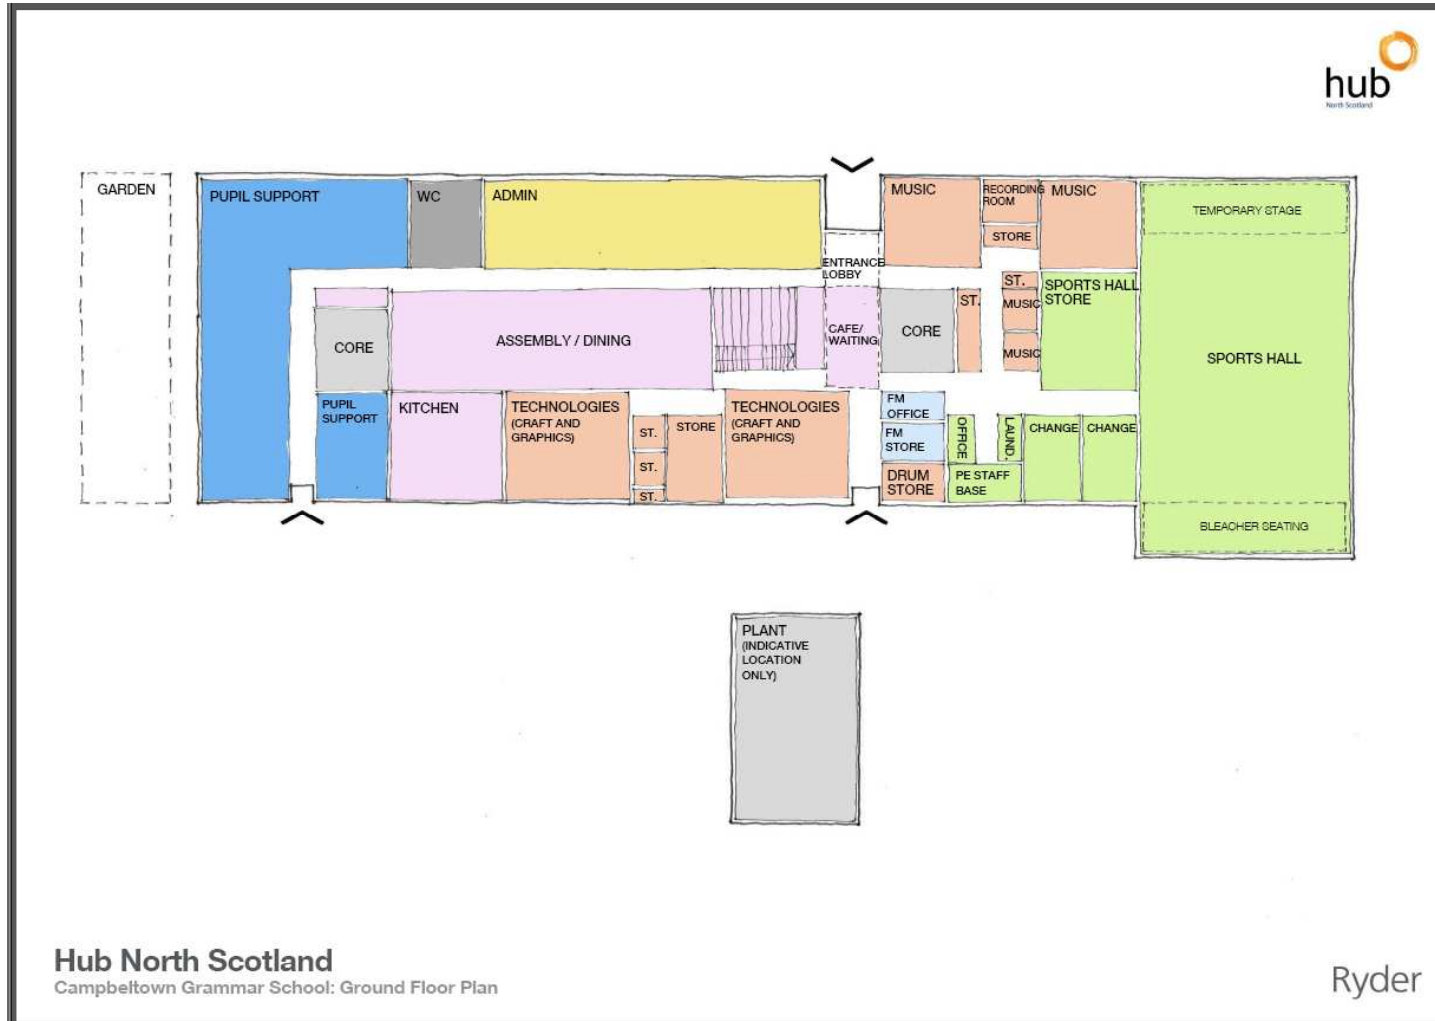 hub
North Scotland
GARDEN
PUPIL SUPPORT
WC
ADMIN
MUSIC
RECORDING
ROOM
STORE
MUSIC
TEMPORARY STAGE
ENTRANCE
LOBBY
ST.
SPORTS HALL
STORE
ST.
MUSIC
MUSIC
CORE
ASSEMBLY / DINING
CAFE/
WAITING
CORE
SPORTS HALL
PUPIL
SUPPORT
KITCHEN
TECHNOLOGIES
(CRAFT AND
GRAPHICS)
ST.
ST.
ST.
STORE
TECHNOLOGIES
(CRAFT AND
GRAPHICS)
FM
OFFICE
FM
STORE
DRUM
STORE
OFFICE
LAUND.
CHANGE
CHANGE
PE STAFF
BASE
BLEACHER SEATING
PLANT
(INDICATIVE
LOCATION
ONLY)
Hub North Scotland
Campbeltown Grammar School: Ground Floor Plan
Ryder